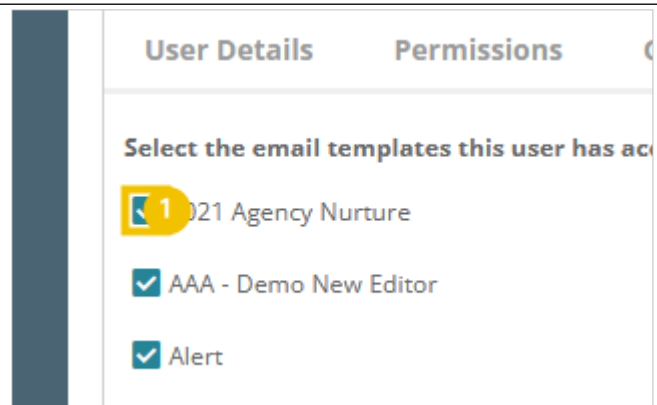 User Details Permissions
Select the email templates this user has
1 021 Agency Nurture
AAA - Demo New Editor
Alert